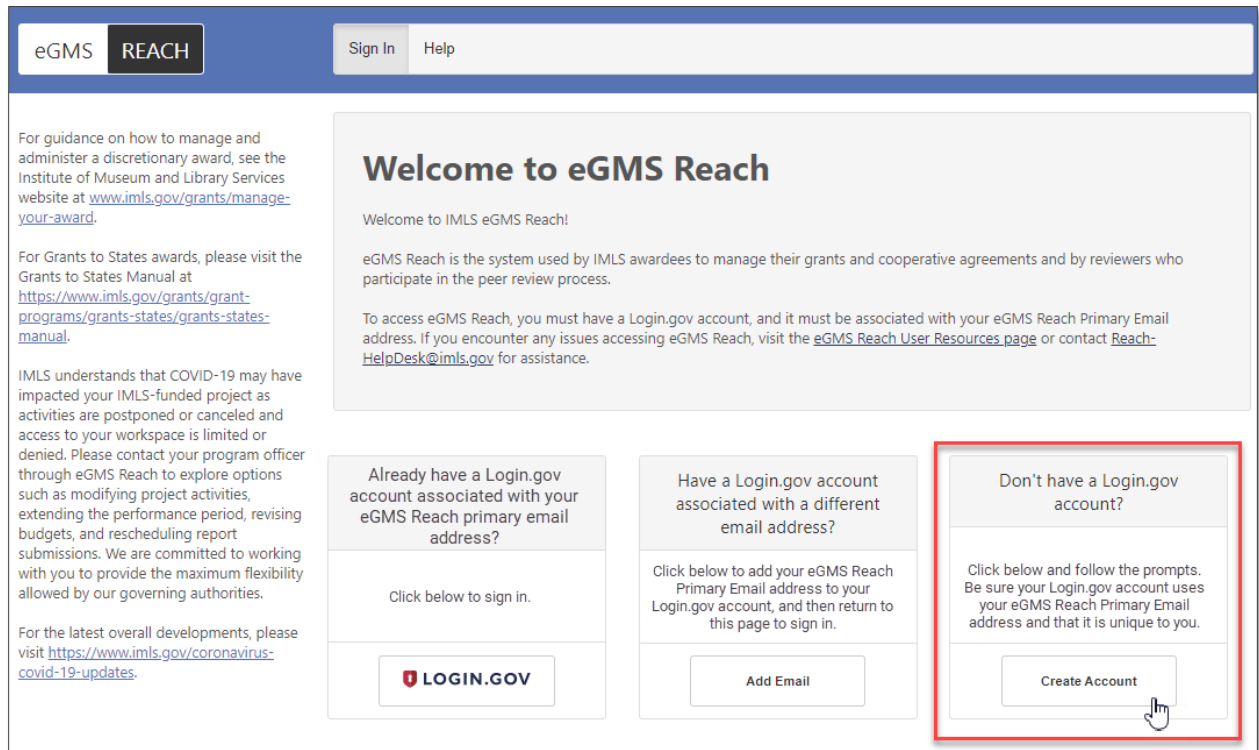 eGMS REACH
Sign In Help
For guidance on how to manage and
administer a discretionary award, see the
Institute of Museum and Library Services
website at www.imls.gov/grants/manage-
your-award.
For Grants to States awards, please visit the
Grants to States Manual at
https://www.imls.gov/grants/grant-
programs/grants-states/grants-states-
manual.
IMLS understands that COVID-19 may have
impacted your IMLS-funded project as
activities are postponed or canceled and
access to your workspace is limited or
denied. Please contact your program officer
through eGMS Reach to explore options
such as modifying project activities,
extending the performance period, revising
budgets, and rescheduling report
submissions. We are committed to working
with you to provide the maximum flexibility
allowed by our governing authorities.
For the latest overall developments, please
visit https://www.imls.gov/coronavirus-
covid-19-updates.
Welcome to eGMS Reach
Welcome to IMLS eGMS Reach!
eGMS Reach is the system used by IMLS awardees to manage their grants and cooperative agreements and by reviewers who
participate in the peer review process.
To access eGMS Reach, you must have a Login.gov account, and it must be associated with your eGMS Reach Primary Email
address. If you encounter any issues accessing eGMS Reach, visit the eGMS Reach User Resources page or contact Reach-
HelpDesk@imls.gov for assistance.
Already have a Login.gov
account associated with your
eGMS Reach primary email
address?
Click below to sign in.
LOGIN.GOV
Have a Login.gov account
associated with a different
email address?
Click below to add your eGMS Reach
Primary Email address to your
Login.gov account, and then return to
this page to sign in.
Add Email
Don't have a Login.gov
account?
Click below and follow the prompts.
Be sure your Login.gov account uses
your eGMS Reach Primary Email
address and that it is unique to you.
Create Account